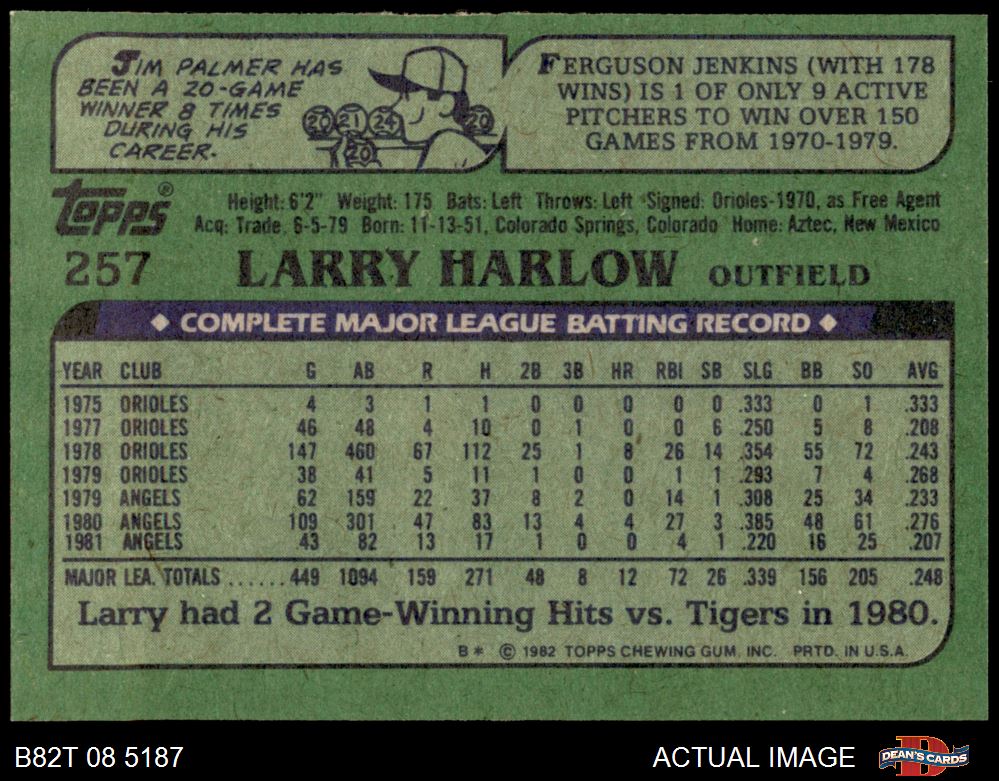 JIM PALMER HAS
BEEN A 20-GAME
WINNER 8 TIMES
DURING HIS
CAREER.
20 21 24 20
20
FERGUSON JENKINS (WITH 178
WINS) IS 1 OF ONLY 9 ACTIVE
PITCHERS TO WIN OVER 150
GAMES FROM 1970-1979.
Topps®
Height: 6'2" Weight: 175 Bats: Left Throws: Left Signed: Orioles-1970, as Free Agent
Acq: Trade, 6-5-79 Born: 11-13-51, Colorado Springs, Colorado Home: Aztec, New Mexico
257 LARRY HARLOW OUTFIELD
◆ COMPLETE MAJOR LEAGUE BATTING RECORD ◆
YEAR CLUB G AB R H 2B 3B HR RBI SB SLG BB SO AVG
1975 ORIOLES 4 3 1 1 0 0 0 0 0 .333 0 1 .333
1977 ORIOLES 46 48 4 10 0 1 0 0 6 .250 5 8 .208
1978 ORIOLES 147 460 67 112 25 1 8 26 14 .354 55 72 .243
1979 ORIOLES 38 41 5 11 1 0 0 1 1 .293 7 4 .268
1979 ANGELS 62 159 22 37 8 2 0 14 1 .308 25 34 .233
1980 ANGELS 109 301 47 83 13 4 4 27 3 .385 48 61 .276
1981 ANGELS 43 82 13 17 1 0 0 4 1 .220 16 25 .207
MAJOR LEA. TOTALS ...... 449 1094 159 271 48 8 12 72 26 .339 156 205 .248
Larry had 2 Game-Winning Hits vs. Tigers in 1980.
B* © 1982 TOPPS CHEWING GUM, INC. PRTD. IN U.S.A.
B82T 08 5187 ACTUAL IMAGE DEAN'S CARDS